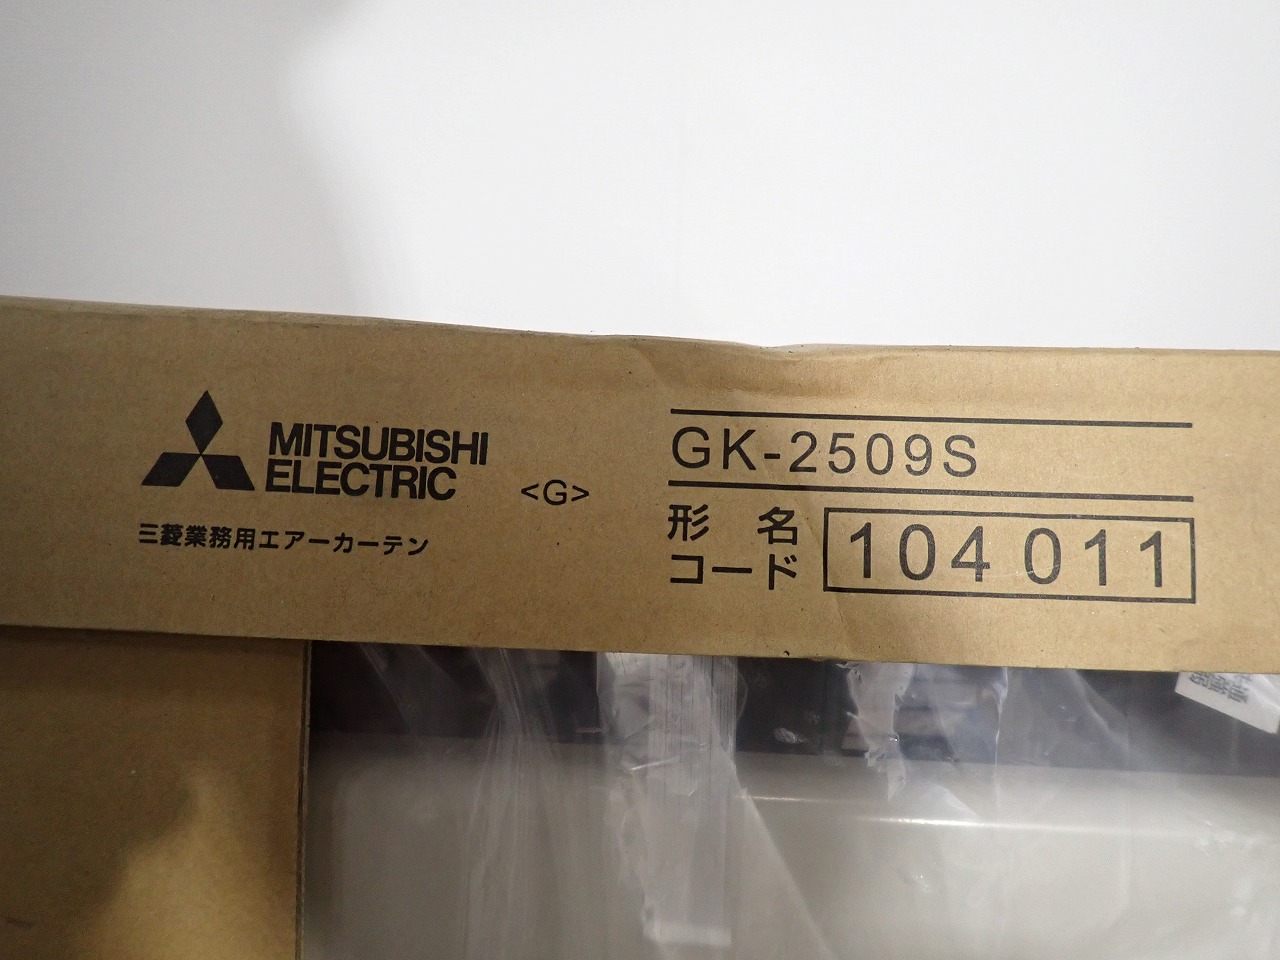 MITSUBISHI
ELECTRIC
<G>
三菱業務用エアーカーテン
GK-2509S
形名
コード
104 011